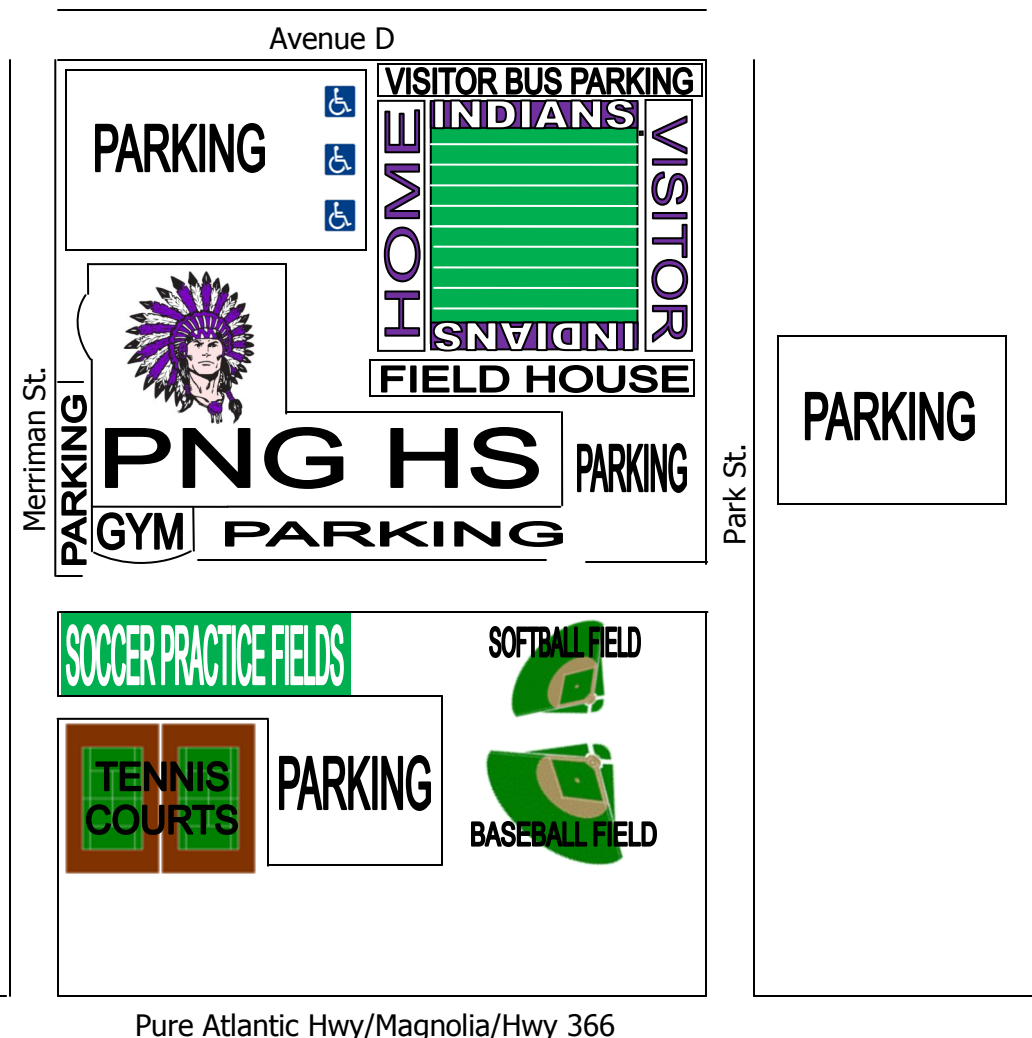 Avenue D
VISITOR BUS PARKING
PARKING
HOME
INDIANS
VISITOR
INDIANS
FIELD HOUSE
Merriman St.
PARKING
PNG HS
PARKING
Park St.
PARKING
GYM
PARKING
SOCCER PRACTICE FIELDS
SOFTBALL FIELD
TENNIS
COURTS
PARKING
BASEBALL FIELD
Pure Atlantic Hwy/Magnolia/Hwy 366